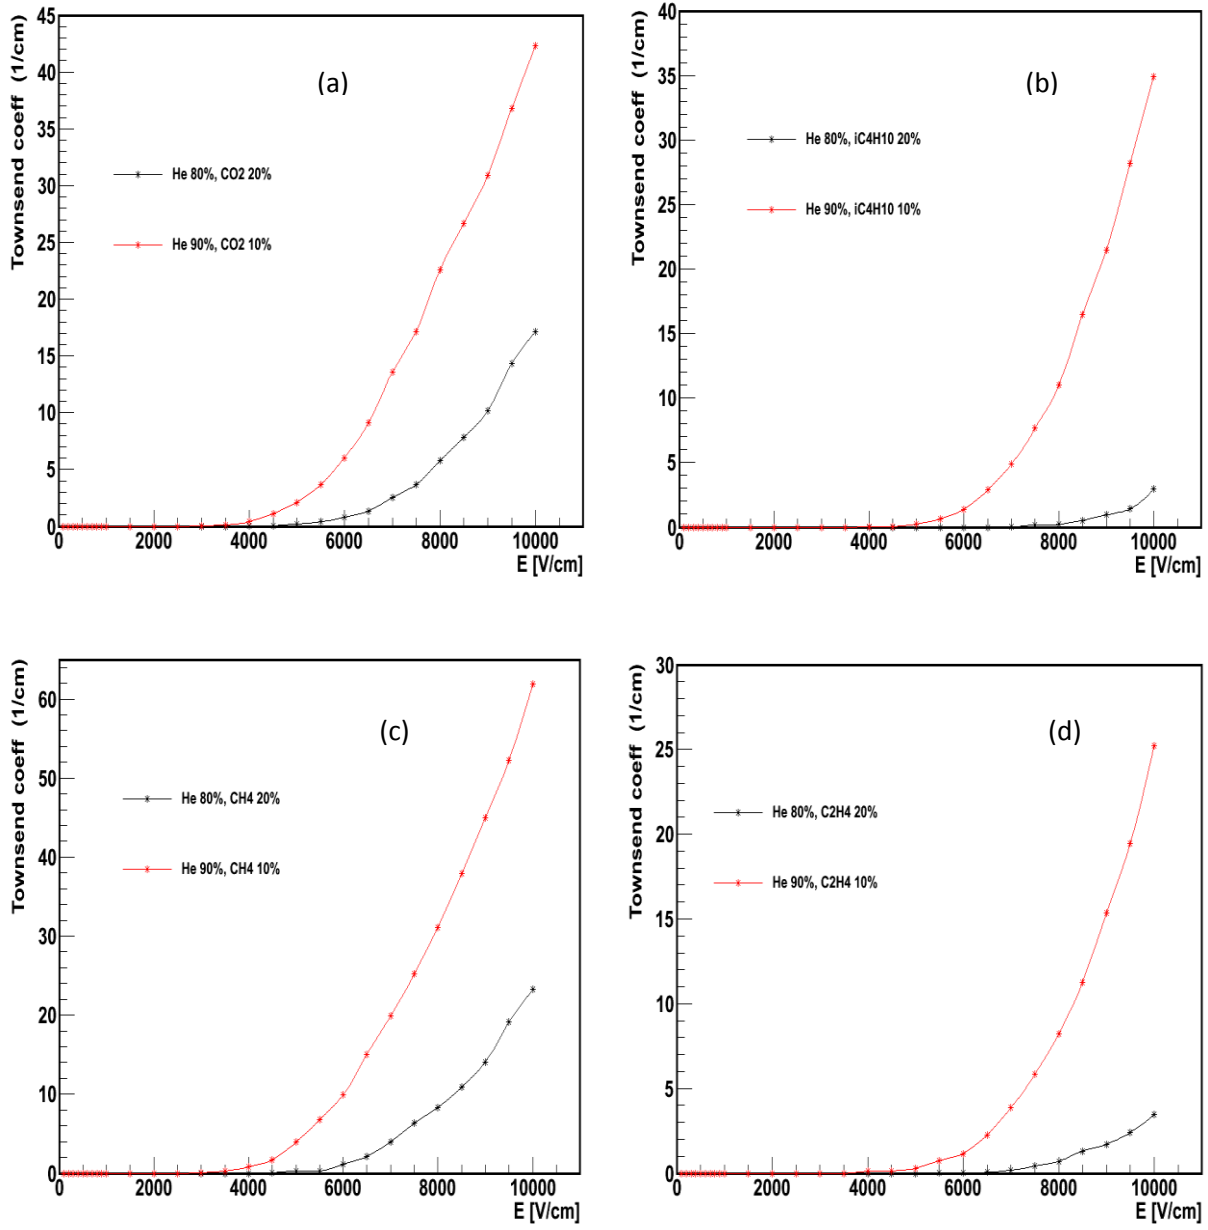 Townsend coeff (1/cm)
45
40
35
30
25
20
15
10
5
0
(a)
He 80%, CO2 20%
He 90%, CO2 10%
0 2000 4000 6000 8000 10000
E [V/cm]
Townsend coeff (1/cm)
40
35
30
25
20
15
10
5
0
(b)
He 80%, iC4H10 20%
He 90%, iC4H10 10%
0 2000 4000 6000 8000 10000
E [V/cm]
Townsend coeff (1/cm)
60
50
40
30
20
10
0
(c)
He 80%, CH4 20%
He 90%, CH4 10%
0 2000 4000 6000 8000 10000
E [V/cm]
Townsend coeff (1/cm)
30
25
20
15
10
5
0
(d)
He 80%, C2H4 20%
He 90%, C2H4 10%
0 2000 4000 6000 8000 10000
E [V/cm]